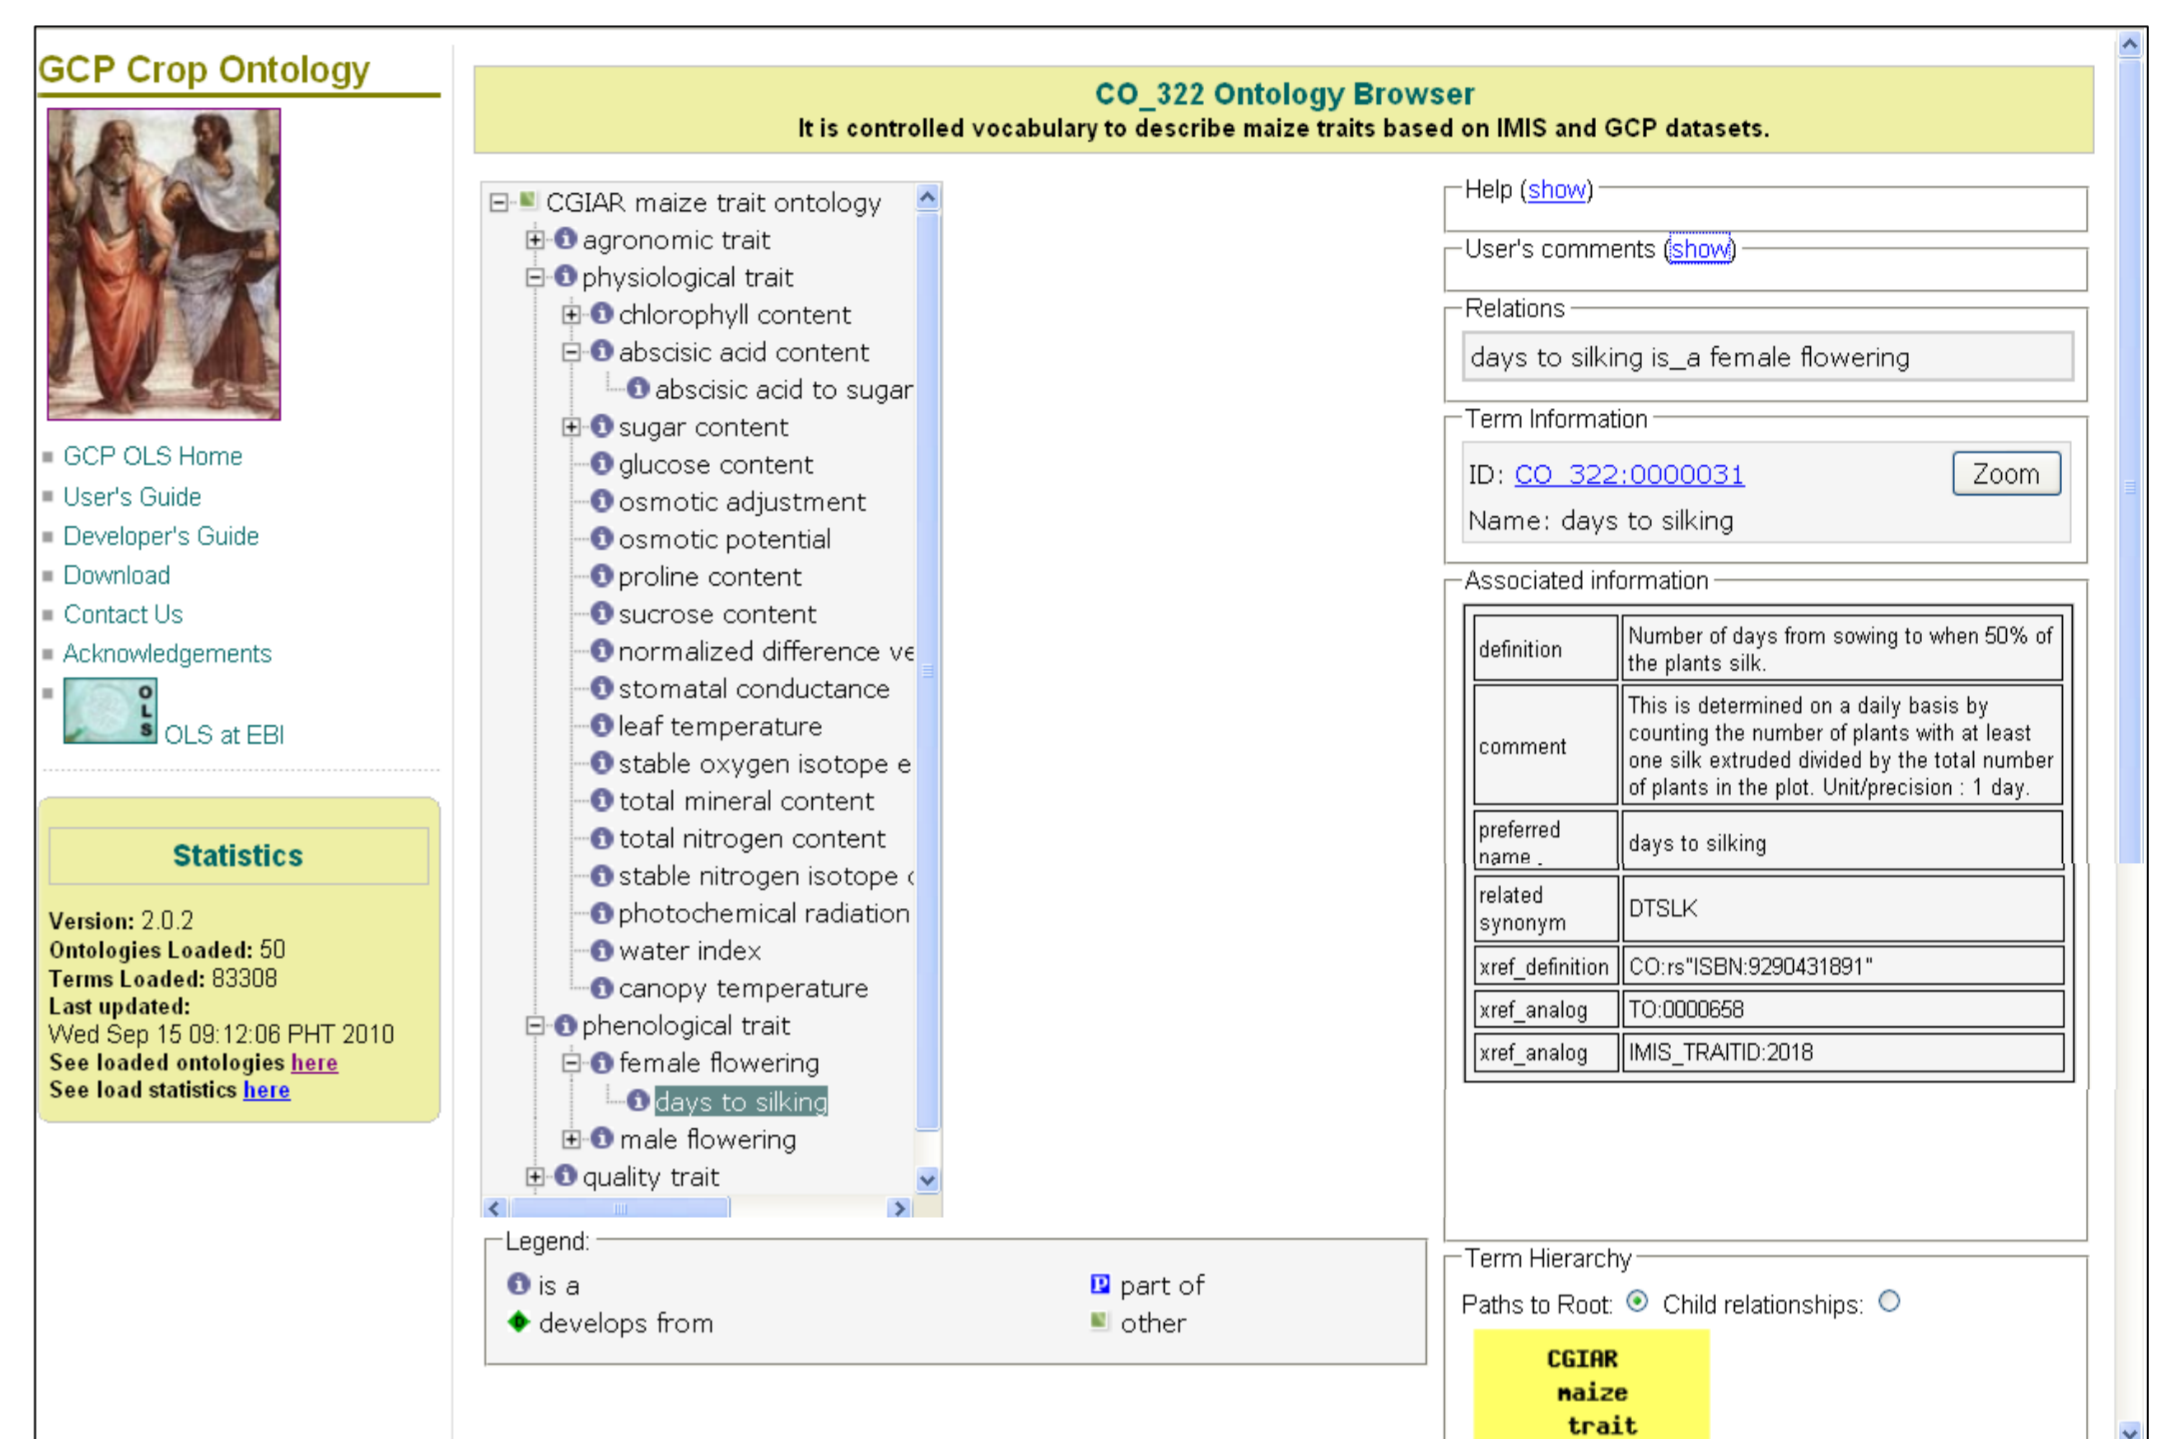 GCP Crop Ontology
GCP OLS Home
User's Guide
Developer's Guide
Download
Contact Us
Acknowledgements
OLS
OLS at EBI
Statistics
Version: 2.0.2
Ontologies Loaded: 50
Terms Loaded: 83308
Last updated:
Wed Sep 15 09:12:06 PHT 2010
See loaded ontologies here
See load statistics here
CO_322 Ontology Browser
It is controlled vocabulary to describe maize traits based on IMIS and GCP datasets.
CGIAR maize trait ontology
agronomic trait
physiological trait
chlorophyll content
abscisic acid content
abscisic acid to sugar
sugar content
glucose content
osmotic adjustment
osmotic potential
proline content
sucrose content
normalized difference ve
stomatal conductance
leaf temperature
stable oxygen isotope e
total mineral content
total nitrogen content
stable nitrogen isotope
photochemical radiation
water index
canopy temperature
phenological trait
female flowering
days to silking
male flowering
quality trait
Legend:
is a
part of
develops from
other
Help (show)
User's comments (show)
Relations
days to silking is_a female flowering
Term Information
ID: CO_322:0000031
Zoom
Name: days to silking
Associated information
definition
Number of days from sowing to when 50% of
the plants silk.
comment
This is determined on a daily basis by
counting the number of plants with at least
one silk extruded divided by the total number
of plants in the plot. Unit/precision : 1 day.
preferred
name
days to silking
related
synonym
DTSLK
xref_definition
CO:rs"ISBN:9290431891"
xref_analog
TO:0000658
xref_analog
IMIS_TRAITID:2018
Term Hierarchy
Paths to Root: Child relationships:
CGIAR
maize
trait